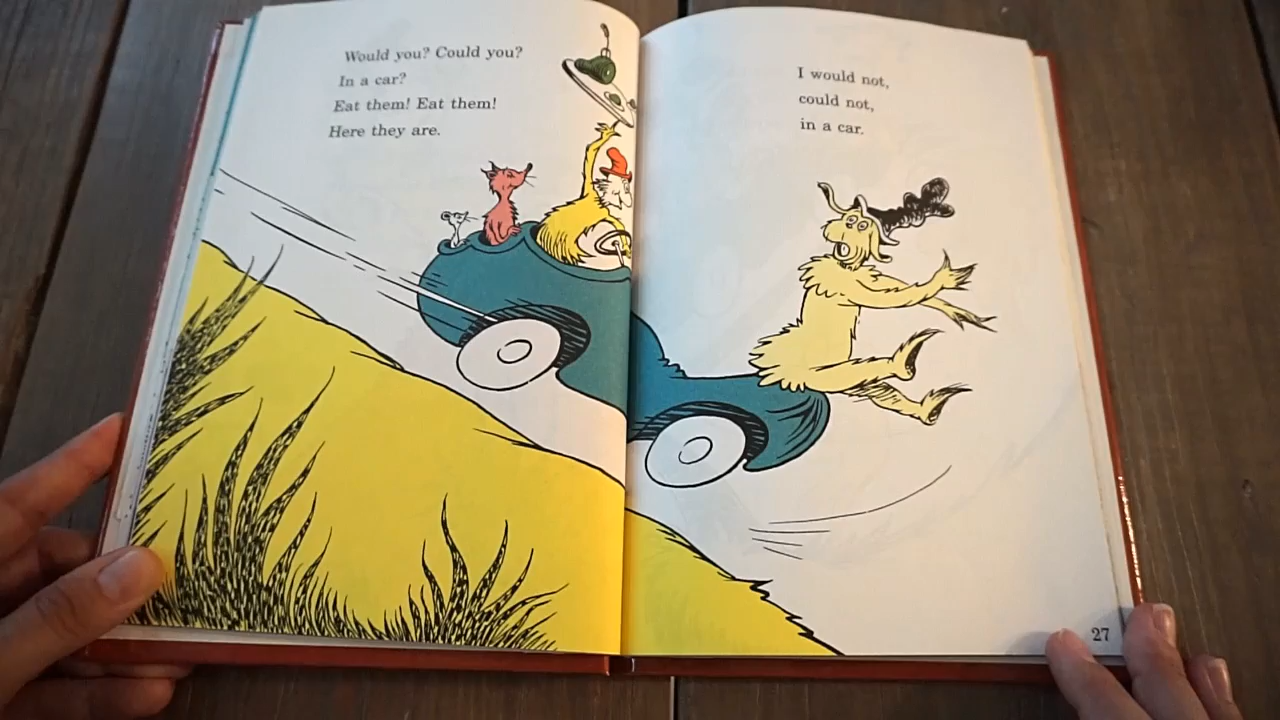 Would you? Could you?
In a car?
Eat them! Eat them!
Here they are.
I would not,
could not,
in a car.
27